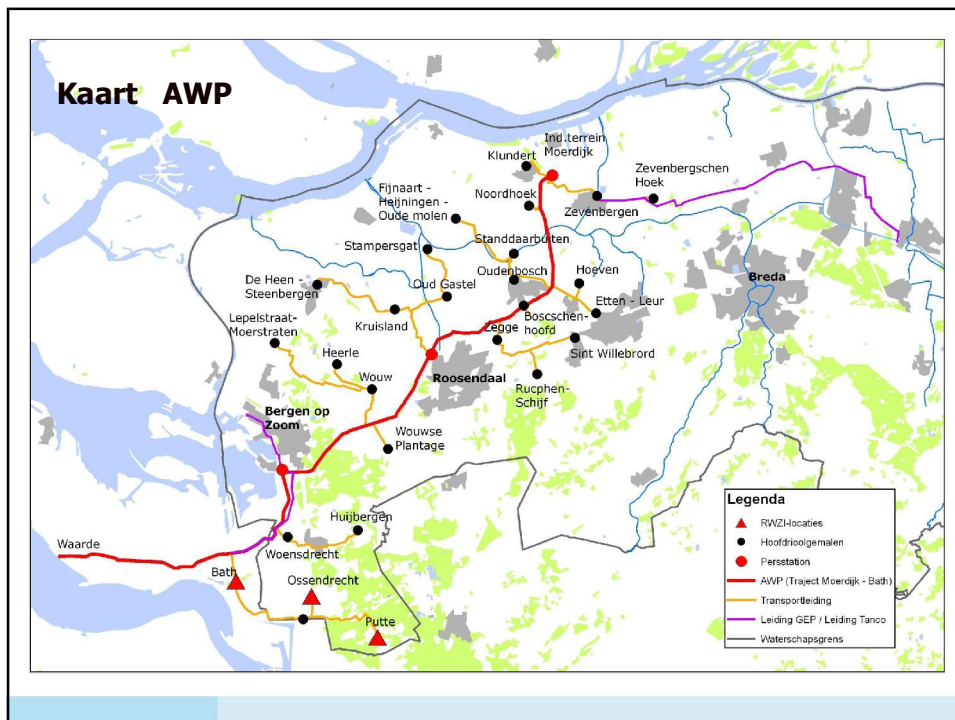 Kaart AWP
Ind.terrein
Moerdijk
Klundert
Zevenbergschen
Hoek
Fijnaart -
Heijningen -
Oude molen
Noordhoek
Zevenbergen
Standdaarbuiten
Stampersgat
Oudenbosch
Hoeven
Breda
De Heen -
Steenbergen
Oud Gastel
Etten - Leur
Lepelstraat-
Moerstraten
Kruisland
Boscschen-
hoofd
Zegge
Sint Willebrord
Heerle
Roosendaal
Wouw
Rucphen-
Schijf
Bergen op
Zoom
Wouwse
Plantage
Huijbergen
Waarde
Woensdrecht
Bath
Ossendrecht
Putte
Legenda
RWZI-locaties
Hoofdrioolgemalen
Persstation
AWP (Traject Moerdijk - Bath)
Transportleiding
Leiding GEP / Leiding Tanco
Waterschapsgrens